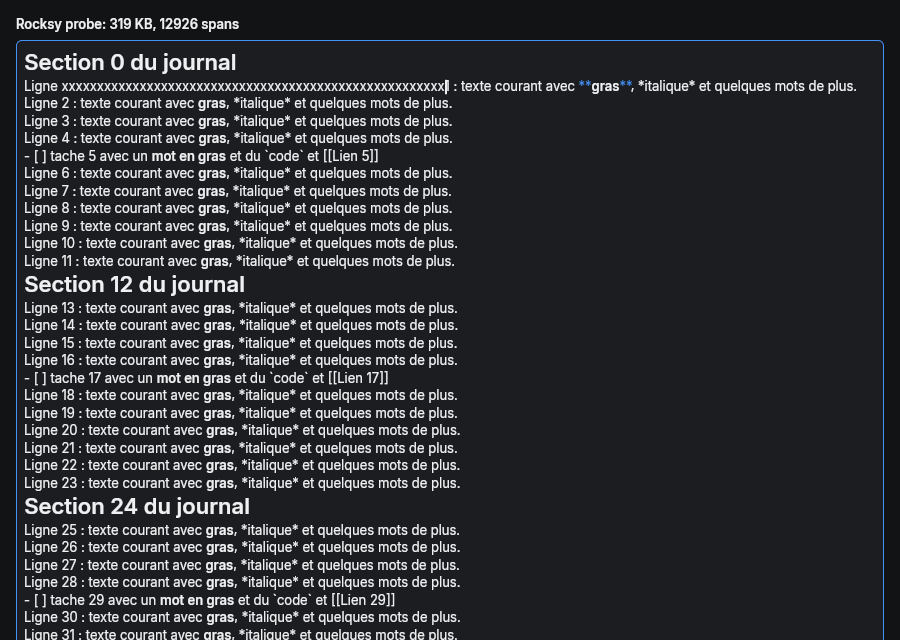 Rocksy probe: 319 KB, 12926 spans
Section 0 du journal
Ligne xxxxxxxxxxxxxxxxxxxxxxxxxxxxxxxxxxxxxxxxxxxxxxxxxxxxxx : texte courant avec **gras**, *italique* et quelques mots de plus.
Ligne 2 : texte courant avec gras, *italique* et quelques mots de plus.
Ligne 3 : texte courant avec gras, *italique* et quelques mots de plus.
Ligne 4 : texte courant avec gras, *italique* et quelques mots de plus.
- [ ] tache 5 avec un mot en gras et du `code` et [[Lien 5]]
Ligne 6 : texte courant avec gras, *italique* et quelques mots de plus.
Ligne 7 : texte courant avec gras, *italique* et quelques mots de plus.
Ligne 8 : texte courant avec gras, *italique* et quelques mots de plus.
Ligne 9 : texte courant avec gras, *italique* et quelques mots de plus.
Ligne 10 : texte courant avec gras, *italique* et quelques mots de plus.
Ligne 11 : texte courant avec gras, *italique* et quelques mots de plus.
Section 12 du journal
Ligne 13 : texte courant avec gras, *italique* et quelques mots de plus.
Ligne 14 : texte courant avec gras, *italique* et quelques mots de plus.
Ligne 15 : texte courant avec gras, *italique* et quelques mots de plus.
Ligne 16 : texte courant avec gras, *italique* et quelques mots de plus.
- [ ] tache 17 avec un mot en gras et du `code` et [[Lien 17]]
Ligne 18 : texte courant avec gras, *italique* et quelques mots de plus.
Ligne 19 : texte courant avec gras, *italique* et quelques mots de plus.
Ligne 20 : texte courant avec gras, *italique* et quelques mots de plus.
Ligne 21 : texte courant avec gras, *italique* et quelques mots de plus.
Ligne 22 : texte courant avec gras, *italique* et quelques mots de plus.
Ligne 23 : texte courant avec gras, *italique* et quelques mots de plus.
Section 24 du journal
Ligne 25 : texte courant avec gras, *italique* et quelques mots de plus.
Ligne 26 : texte courant avec gras, *italique* et quelques mots de plus.
Ligne 27 : texte courant avec gras, *italique* et quelques mots de plus.
Ligne 28 : texte courant avec gras, *italique* et quelques mots de plus.
- [ ] tache 29 avec un mot en gras et du `code` et [[Lien 29]]
Ligne 30 : texte courant avec gras, *italique* et quelques mots de plus.
Ligne 31 : texte courant avec gras, *italique* et quelques mots de plus.